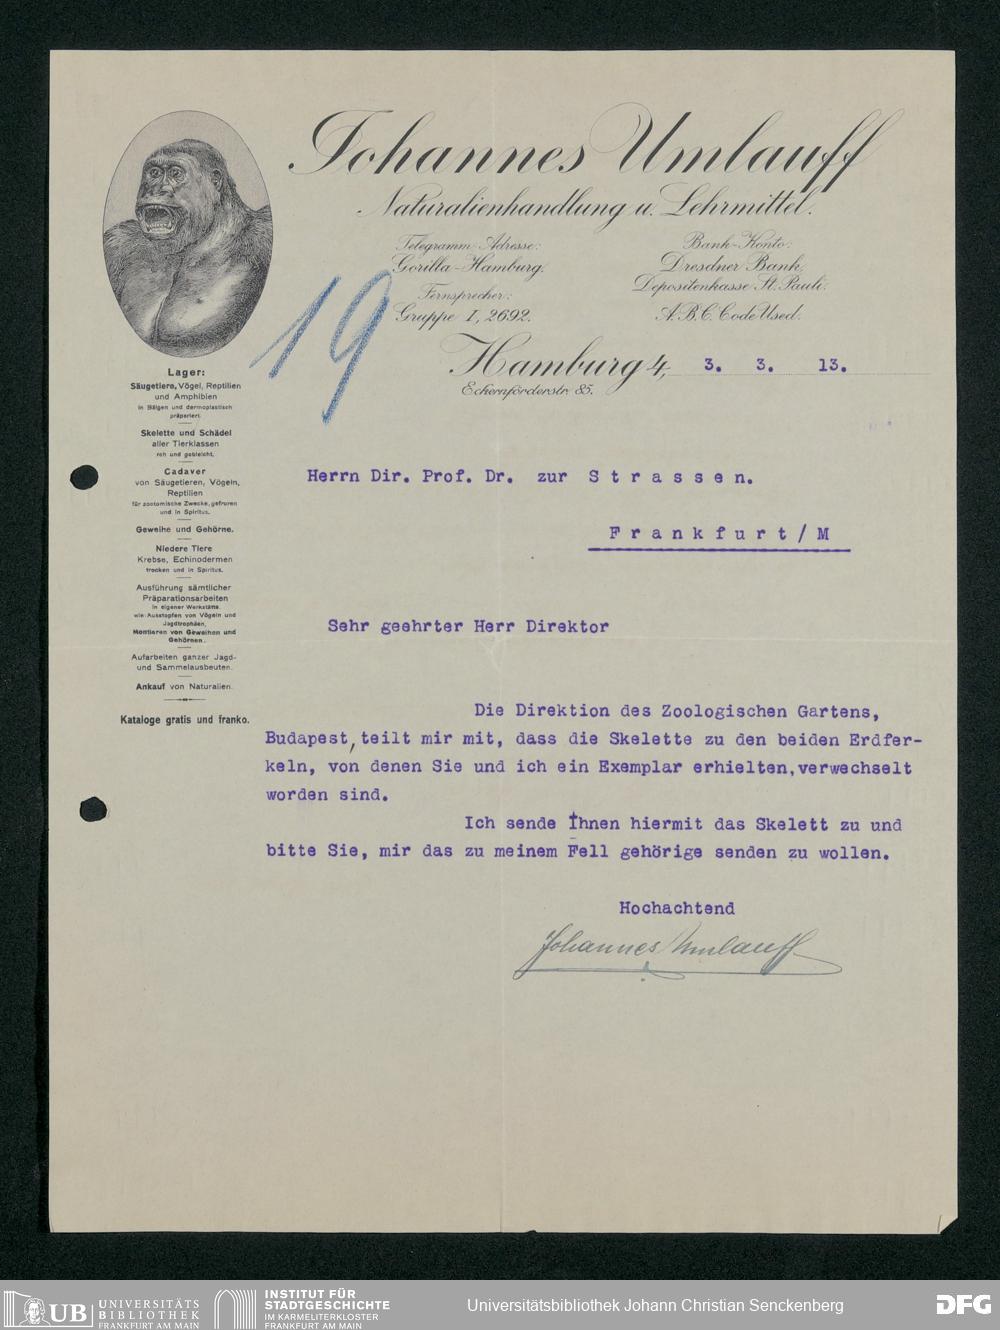 Johannes Umlauff
Naturalienhandlung u. Lehrmittel.
Telegramm-Adresse:
Gorilla-Hamburg.
Fernsprecher:
Gruppe I, 2692.
Bank-Konto:
Dresdner Bank,
Depositenkasse St. Pauli.
A.B.C. Code Used.
19
Hamburg 4, 3. 3. 13.
Eckernförderstr. 85.
Lager:
Säugetiere, Vögel, Reptilien
und Amphibien
in Bälgen und dermoplastisch
präpariert.
Skelette und Schädel
aller Tierklassen
roh und gebleicht.
Cadaver
von Säugetieren, Vögeln,
Reptilien
für zootomische Zwecke, gefroren
und in Spiritus.
Geweihe und Gehörne.
Niedere Tiere
Krebse, Echinodermen
trocken und in Spiritus.
Ausführung sämtlicher
Präparationsarbeiten
in eigener Werkstätte.
wie: Ausstopfen von Vögeln und
Jagdtrophäen,
Montieren von Geweihen und
Gehörnen.
Aufarbeiten ganzer Jagd-
und Sammelausbeuten.
Ankauf von Naturalien.
Kataloge gratis und franko.
Herrn Dir. Prof. Dr. zur S t r a s s e n.
F r a n k f u r t / M
Sehr geehrter Herr Direktor
Die Direktion des Zoologischen Gartens,
Budapest, teilt mir mit, dass die Skelette zu den beiden Erdfer-
keln, von denen Sie und ich ein Exemplar erhielten, verwechselt
worden sind.
Ich sende Ihnen hiermit das Skelett zu und
bitte Sie, mir das zu meinem Fell gehörige senden zu wollen.
Hochachtend
Johannes Umlauff
UB UNIVERSITÄTS
BIBLIOTHEK
FRANKFURT AM MAIN
INSTITUT FÜR
STADTGESCHICHTE
IM KARMELITERKLOSTER
FRANKFURT AM MAIN
Universitätsbibliothek Johann Christian Senckenberg
DFG